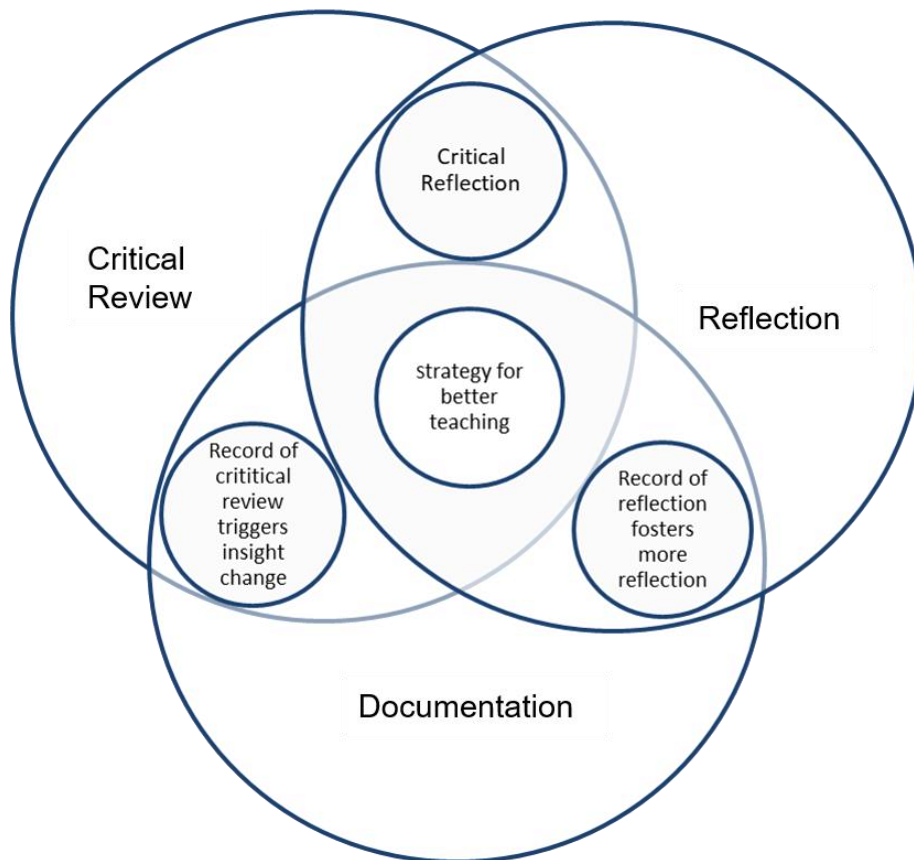 Critical
Reflection
Critical
Review
Reflection
Strategy for
better
teaching
Record of
crititical
review
triggers
insight
change
Record of
reflection
fosters
more
reflection
Documentation